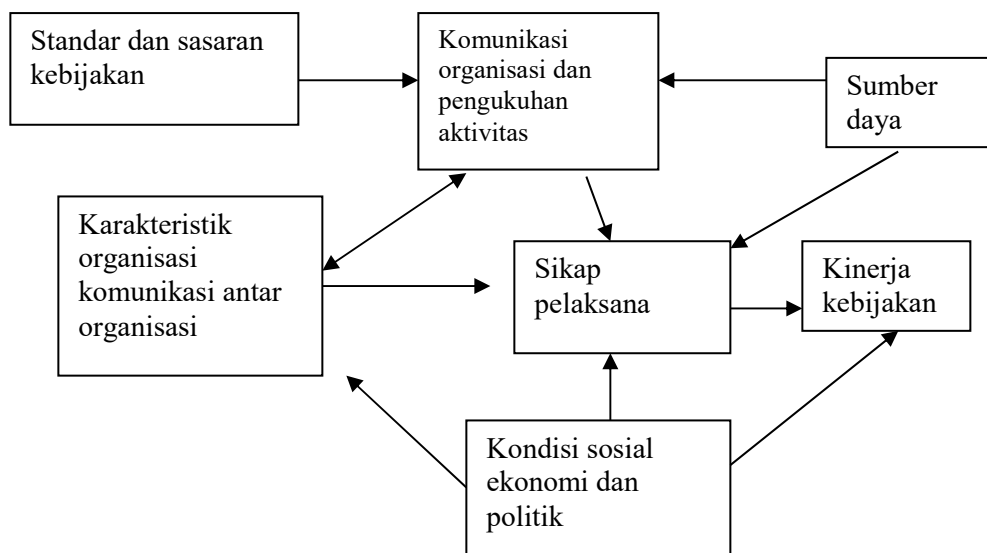 Standar dan sasaran
kebijakan
Komunikasi
organisasi dan
pengukuhan
aktivitas
Sumber
daya
Karakteristik
organisasi
komunikasi antar
organisasi
Sikap
pelaksana
Kinerja
kebijakan
Kondisi sosial
ekonomi dan
politik